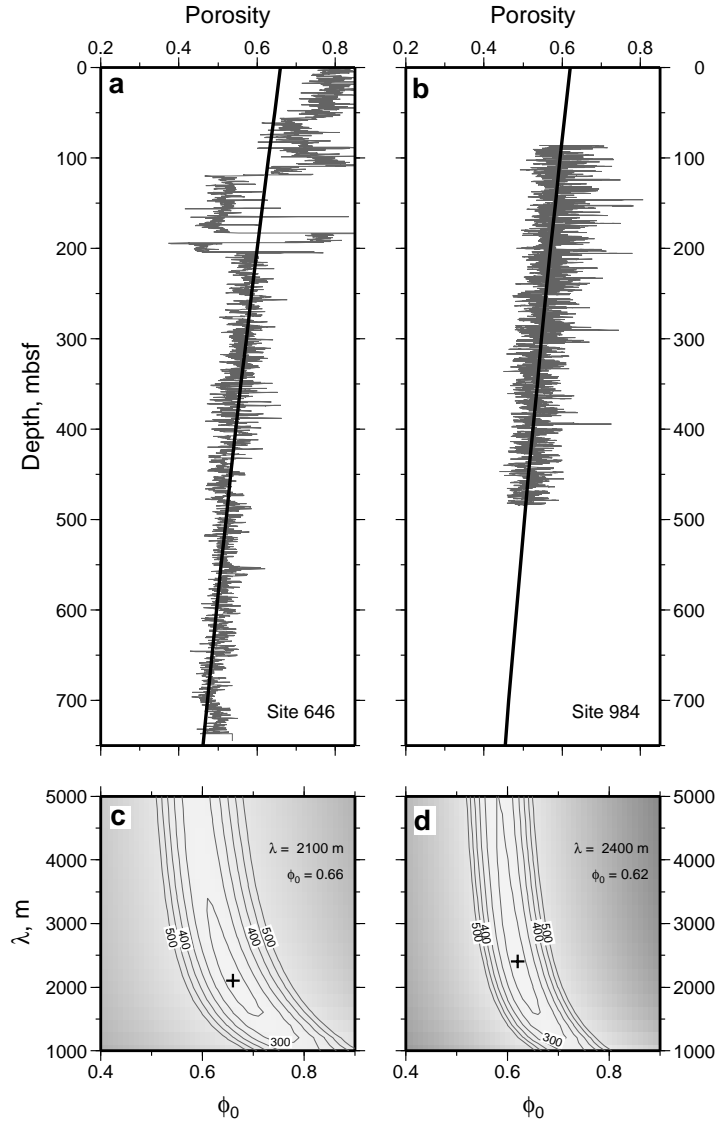 Porosity
Porosity
0.2 0.4 0.6 0.8
0.2 0.4 0.6 0.8
a
b
0
100
200
300
400
500
600
700
Depth, mbsf
0
100
200
300
400
500
600
700
Site 646
Site 984
c
d
5000
4000
3000
2000
1000
λ, m
λ = 2100 m
ϕ0 = 0.66
500
400
400
500
300
λ = 2400 m
ϕ0 = 0.62
500
400
400
500
300
5000
4000
3000
2000
1000
0.4 0.6 0.8
0.4 0.6 0.8
ϕ0
ϕ0